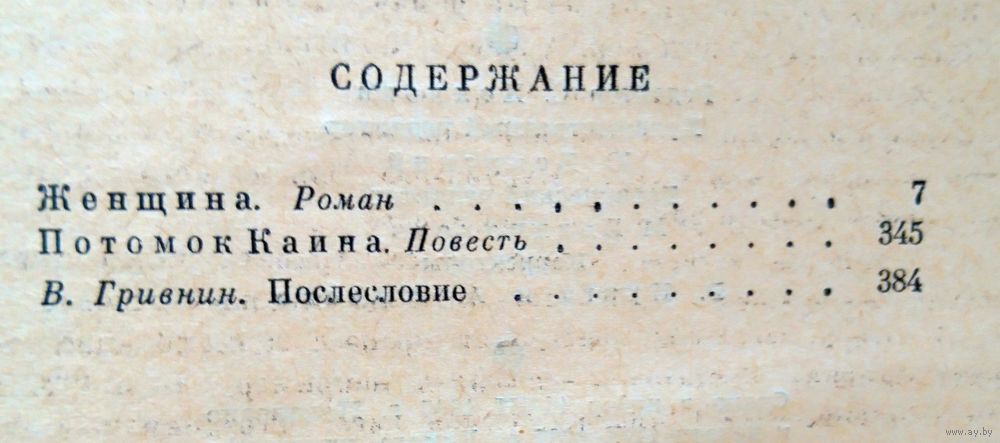 СОДЕРЖАНИЕ
Женщина. Роман . . . . . . . . . . . 7
Потомок Каина. Повесть . . . . . . . . 345
В. Гривнин. Послесловие . . . . . . . . . 384
www.ay.by